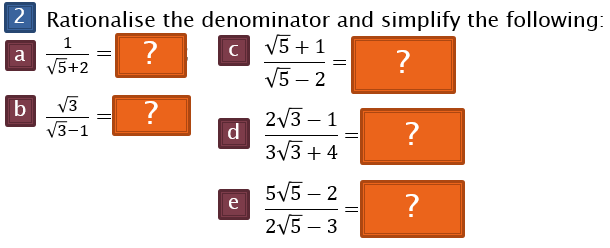 2 Rationalise the denominator and simplify the following:
a 1/(√5+2) = ?
b √3/(√3−1) = ?
c (√5 + 1)/(√5 − 2) = ?
d (2√3 − 1)/(3√3 + 4) = ?
e (5√5 − 2)/(2√5 − 3) = ?